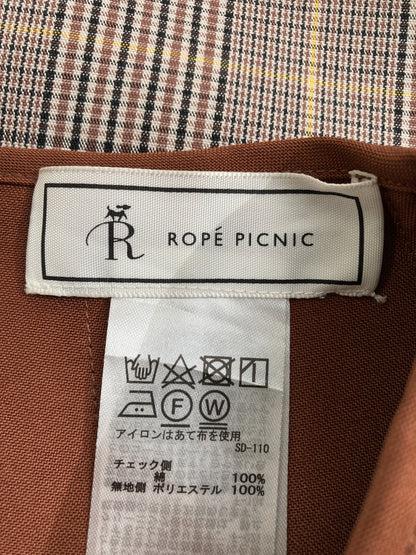 R ROPÉ PICNIC
F W
アイロンはあて布を使用
SD-110
チェック側
綿 100%
無地側 ポリエステル 100%